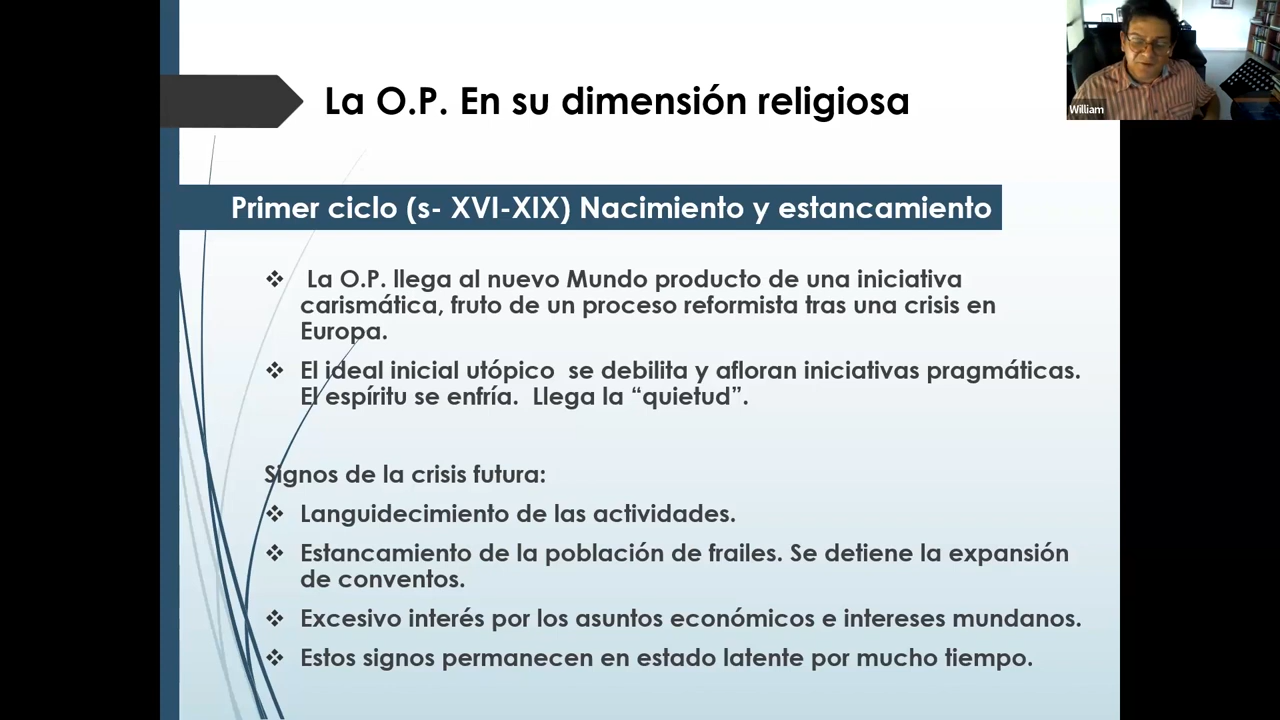 La O.P. En su dimensión religiosa
William
Primer ciclo (s- XVI-XIX) Nacimiento y estancamiento
❖ La O.P. llega al nuevo Mundo producto de una iniciativa
carismática, fruto de un proceso reformista tras una crisis en
Europa.
❖ El ideal inicial utópico se debilita y afloran iniciativas pragmáticas.
El espíritu se enfría. Llega la “quietud”.
Signos de la crisis futura:
❖ Languidecimiento de las actividades.
❖ Estancamiento de la población de frailes. Se detiene la expansión
de conventos.
❖ Excesivo interés por los asuntos económicos e intereses mundanos.
❖ Estos signos permanecen en estado latente por mucho tiempo.